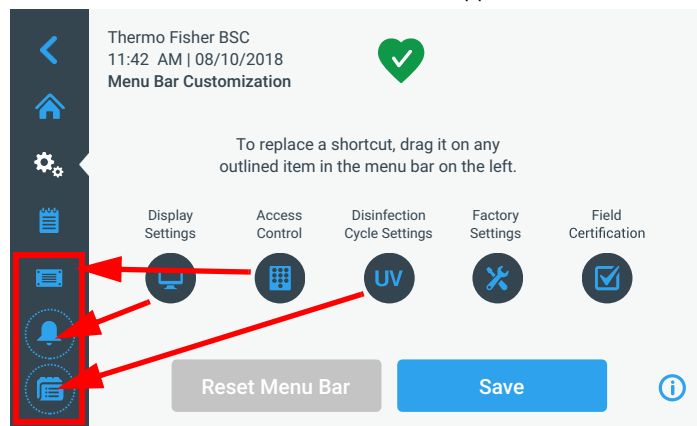 Thermo Fisher BSC
11:42 AM | 08/10/2018
Menu Bar Customization
To replace a shortcut, drag it on any
outlined item in the menu bar on the left.
Display
Settings
Access
Control
Disinfection
Cycle Settings
Factory
Settings
Field
Certification
UV
Reset Menu Bar
Save